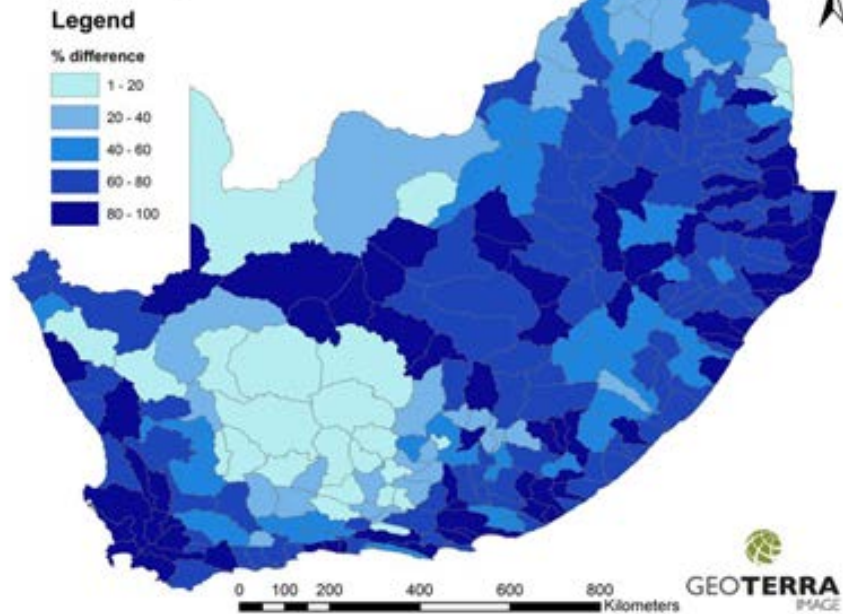 Legend
% difference
1 - 20
20 - 40
40 - 60
60 - 80
80 - 100
0 100 200 400 600 800
Kilometers
GEOTERRA
IMAGE